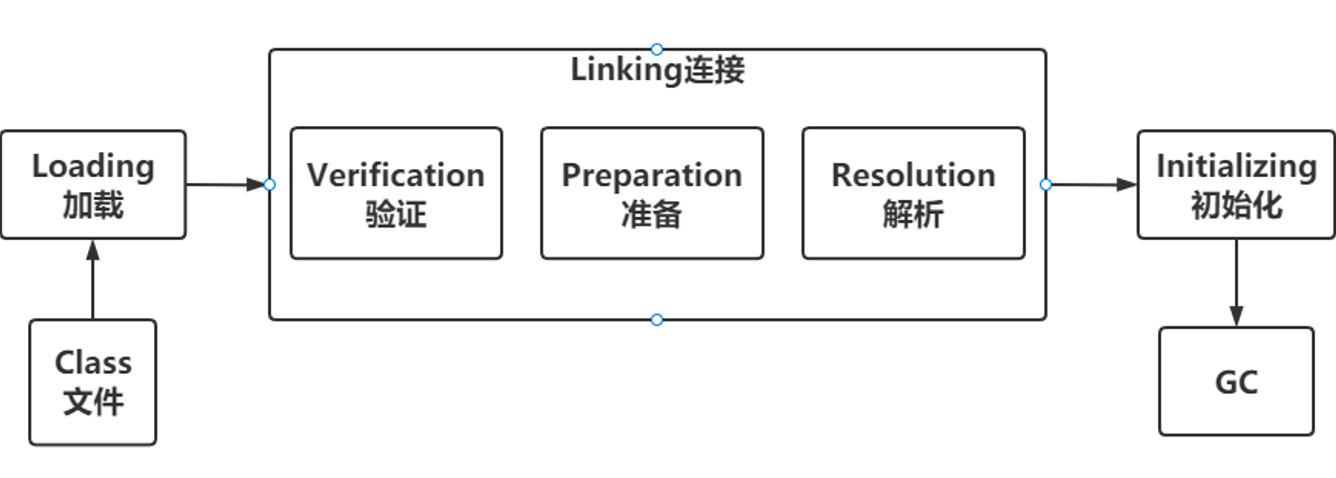 Linking连接
Loading
加载
Verification
验证
Preparation
准备
Resolution
解析
Initializing
初始化
Class
文件
GC